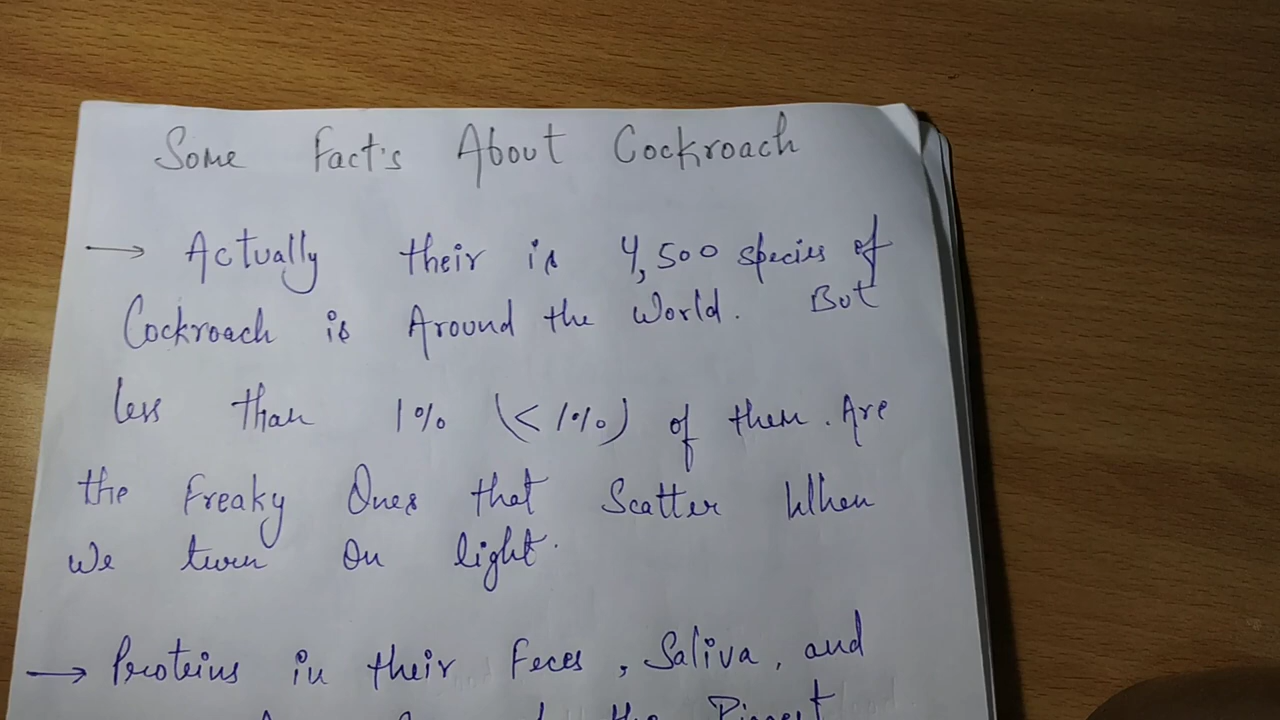 Some Fact's About Cockroach
→ Actually their is 4,500 species of
Cockroach is Around the World. But
less than 1% (<1%) of them. Are
the Freaky Ones that Scatter When
We turn On light.
→ Proteins in their Feces, Saliva, and
the Biggest